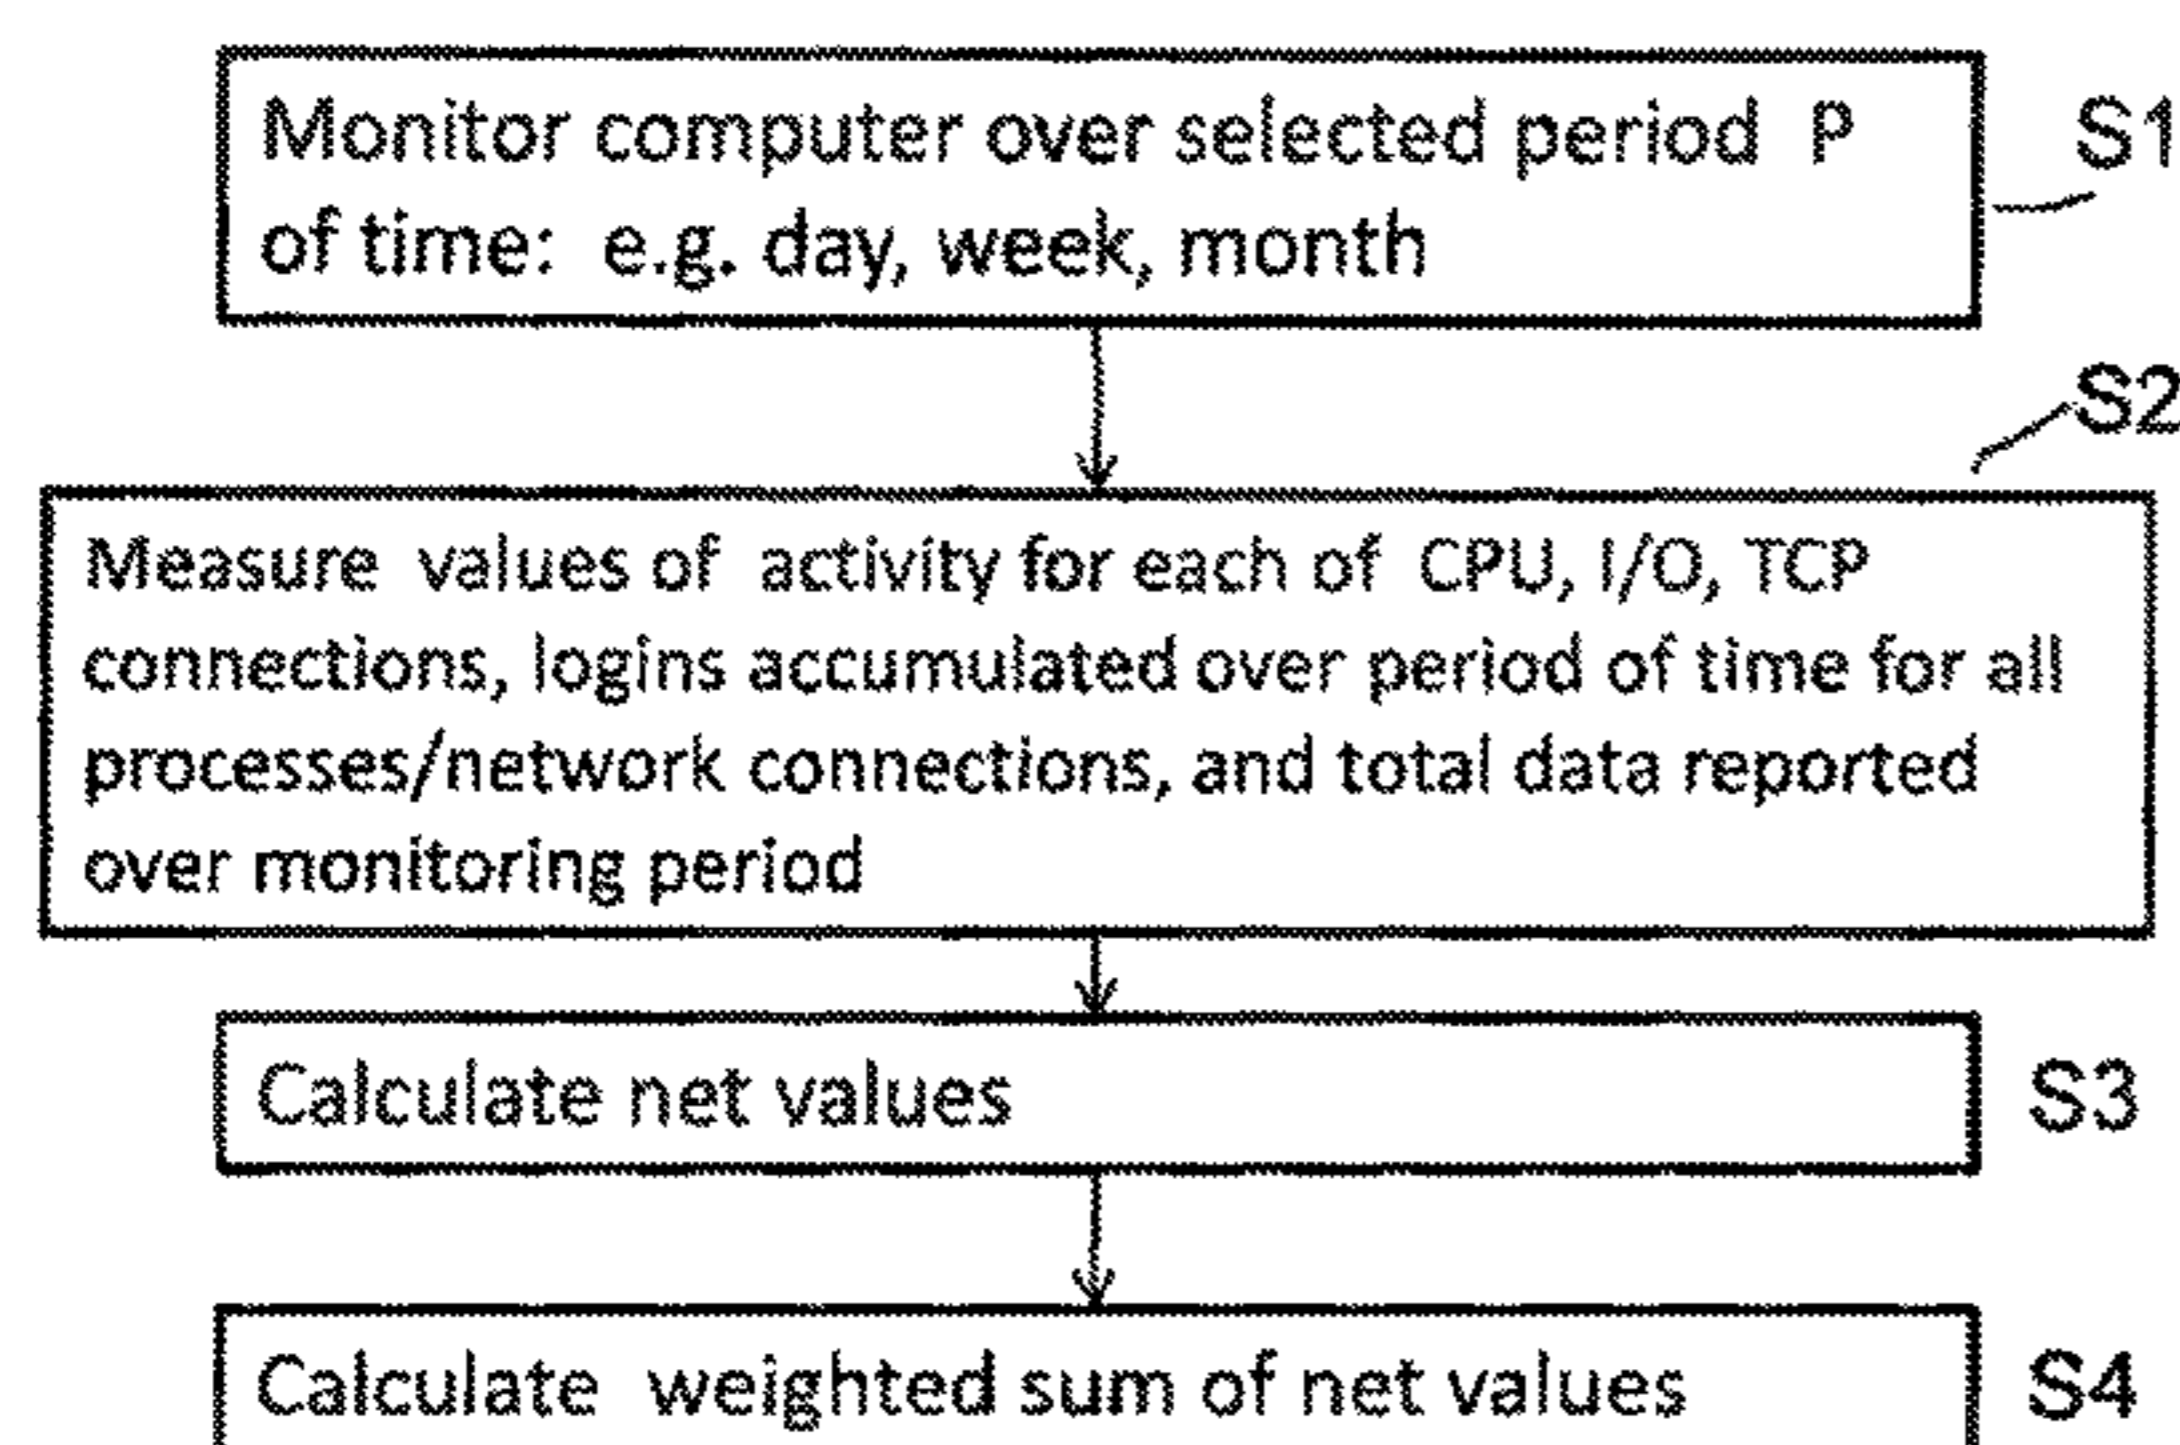 Monitor computer over selected period P
of time: e.g. day, week, month
S1
S2
Measure values of activity for each of CPU, I/O, TCP
connections, logins accumulated over period of time for all
processes/network connections, and total data reported
over monitoring period
Calculate net values
S3
Calculate weighted sum of net values
S4